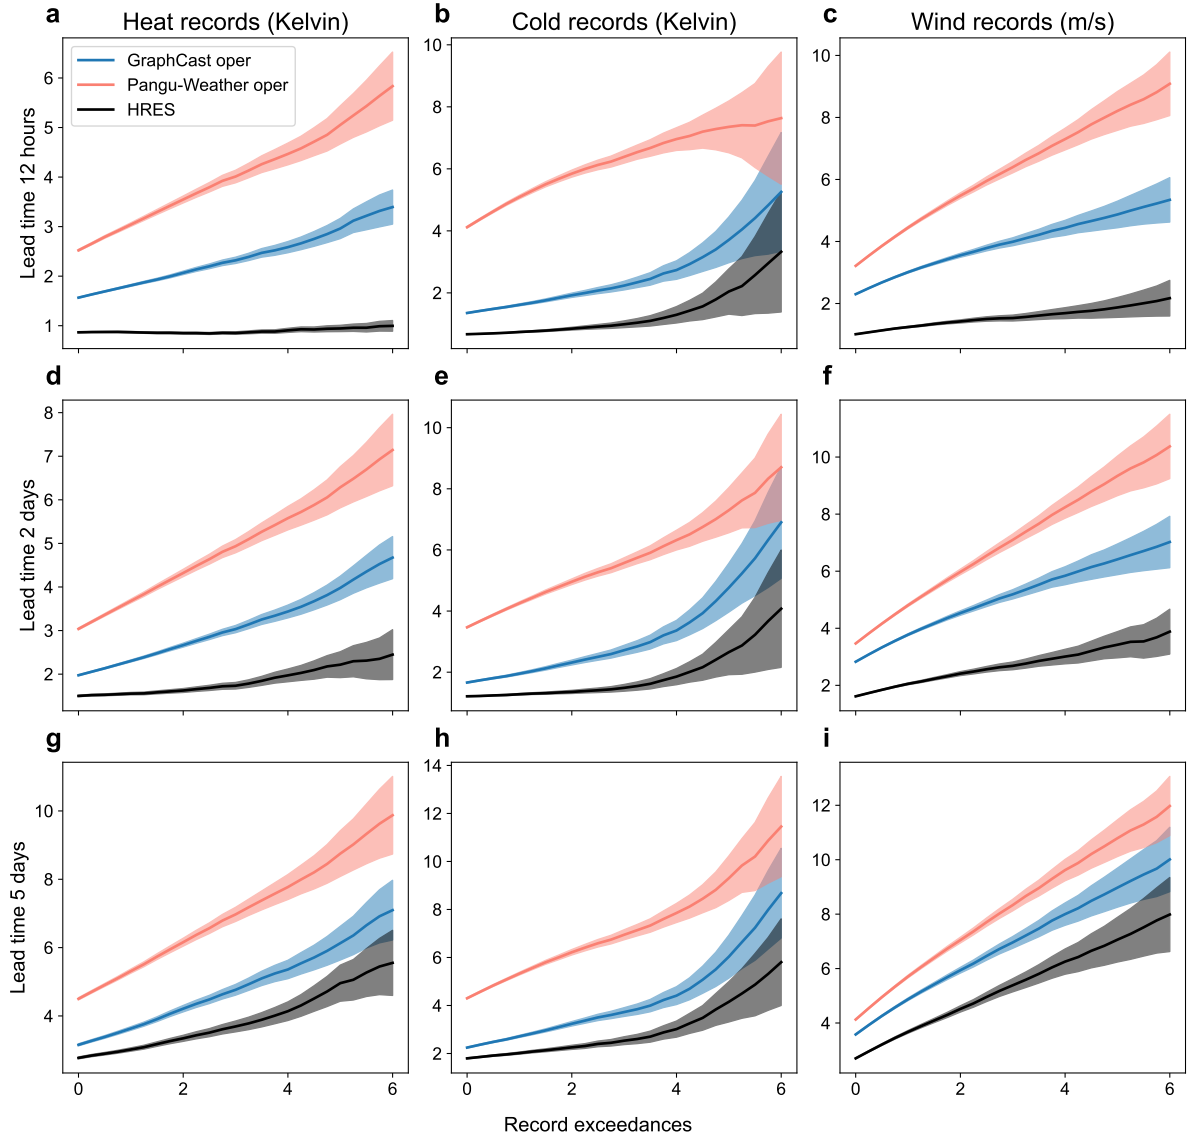 a Heat records (Kelvin)
b Cold records (Kelvin)
c Wind records (m/s)
GraphCast oper
Pangu-Weather oper
HRES
Lead time 12 hours
6
5
4
3
2
1
10
8
6
4
2
10
8
6
4
2
d
e
f
Lead time 2 days
8
7
6
5
4
3
2
10
8
6
4
2
10
8
6
4
2
g
h
i
Lead time 5 days
10
8
6
4
14
12
10
8
6
4
2
12
10
8
6
4
0 2 4 6
0 2 4 6
0 2 4 6
Record exceedances